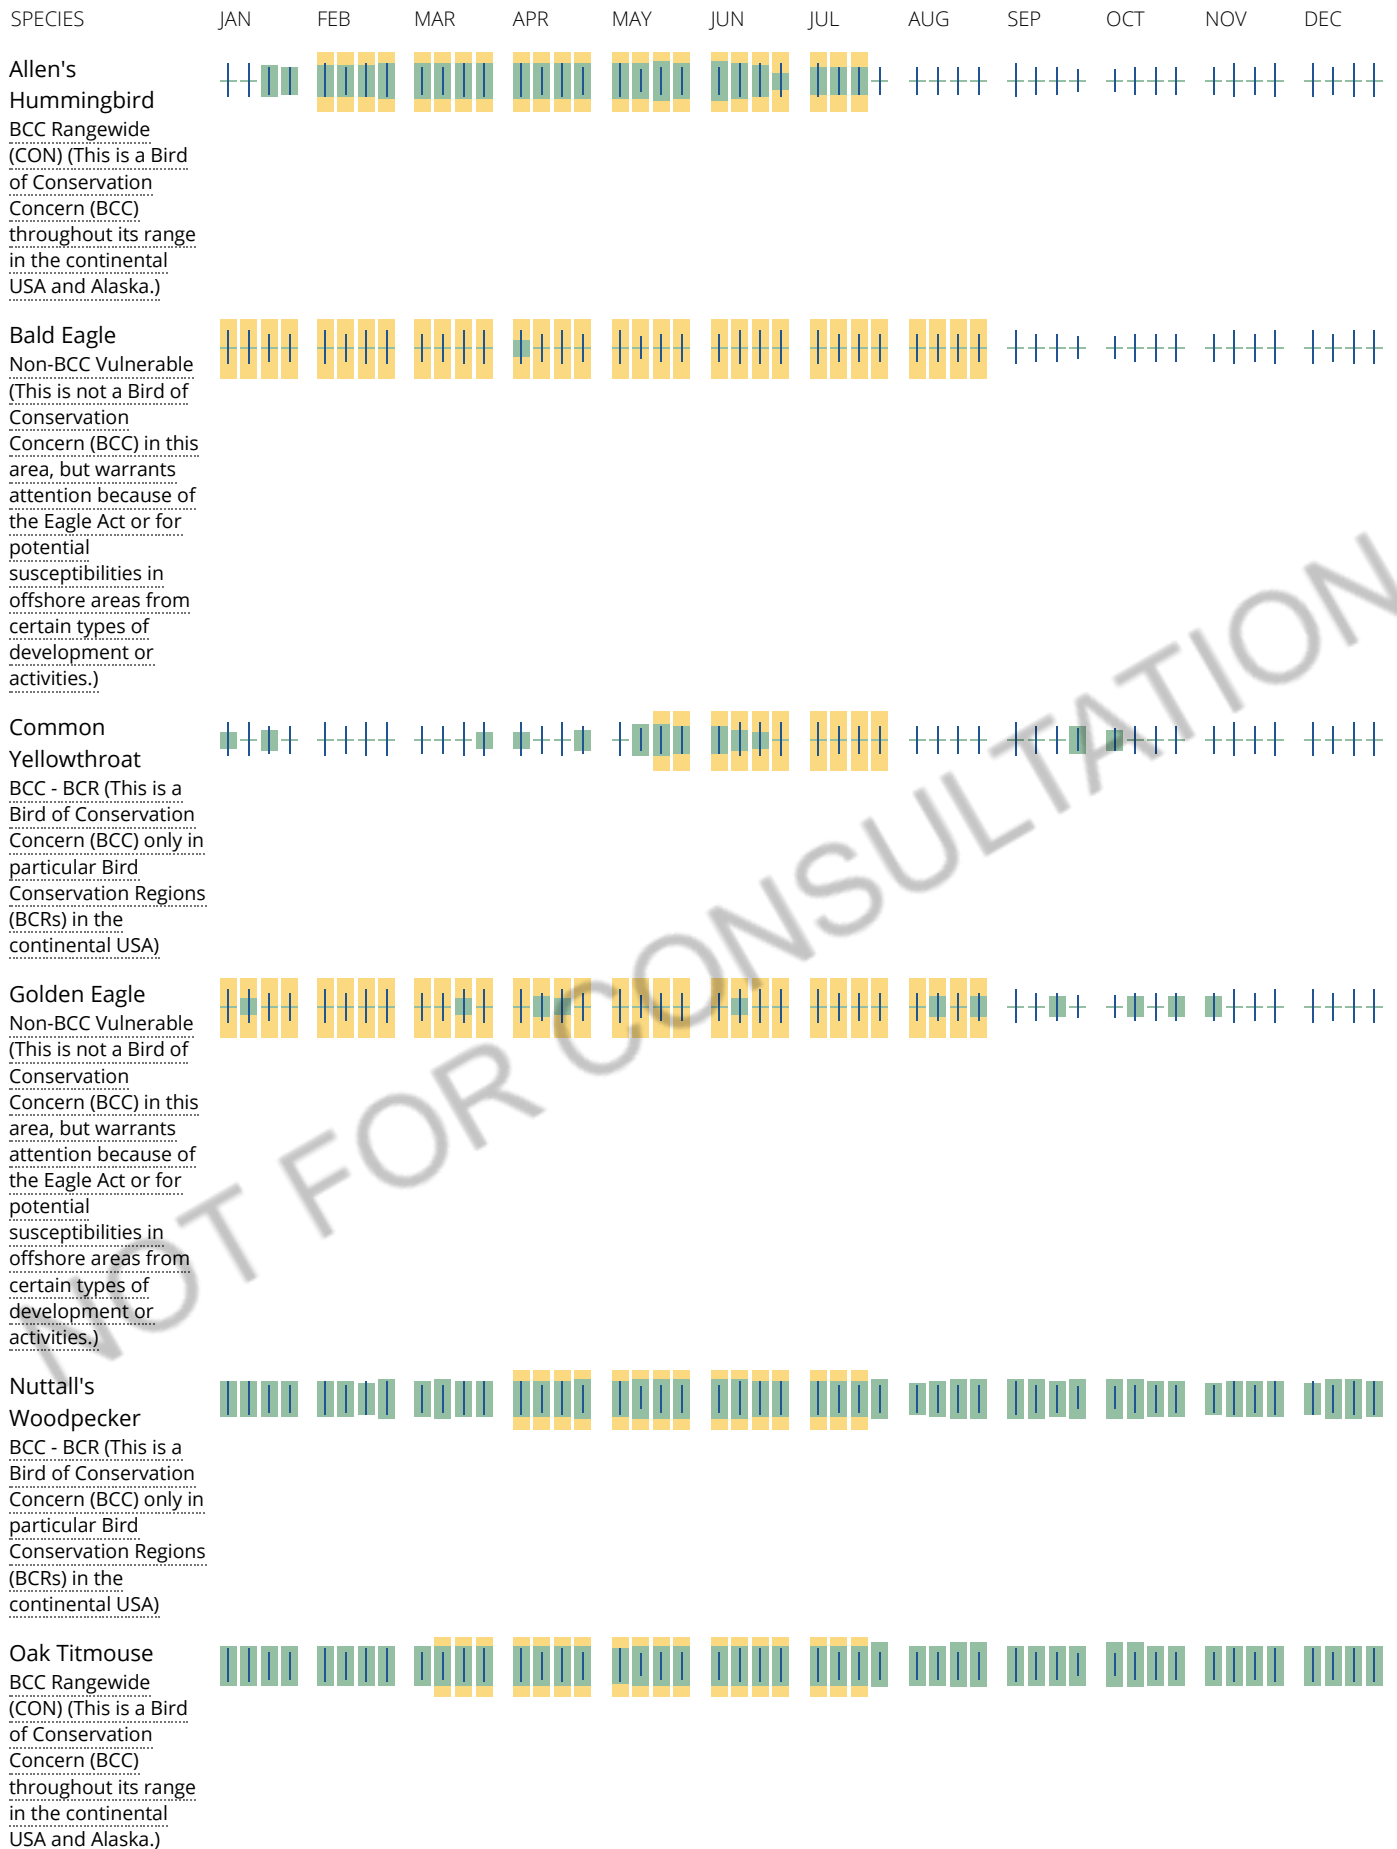 SPECIES JAN FEB MAR APR MAY JUN JUL AUG SEP OCT NOV DEC
Allen's
Hummingbird
BCC Rangewide
(CON) (This is a Bird
of Conservation
Concern (BCC)
throughout its range
in the continental
USA and Alaska.)
Bald Eagle
Non-BCC Vulnerable
(This is not a Bird of
Conservation
Concern (BCC) in this
area, but warrants
attention because of
the Eagle Act or for
potential
susceptibilities in
offshore areas from
certain types of
development or
activities.)
Common
Yellowthroat
BCC - BCR (This is a
Bird of Conservation
Concern (BCC) only in
particular Bird
Conservation Regions
(BCRs) in the
continental USA)
Golden Eagle
Non-BCC Vulnerable
(This is not a Bird of
Conservation
Concern (BCC) in this
area, but warrants
attention because of
the Eagle Act or for
potential
susceptibilities in
offshore areas from
certain types of
development or
activities.)
Nuttall's
Woodpecker
BCC - BCR (This is a
Bird of Conservation
Concern (BCC) only in
particular Bird
Conservation Regions
(BCRs) in the
continental USA)
Oak Titmouse
BCC Rangewide
(CON) (This is a Bird
of Conservation
Concern (BCC)
throughout its range
in the continental
USA and Alaska.)
NOT FOR CONSULTATION